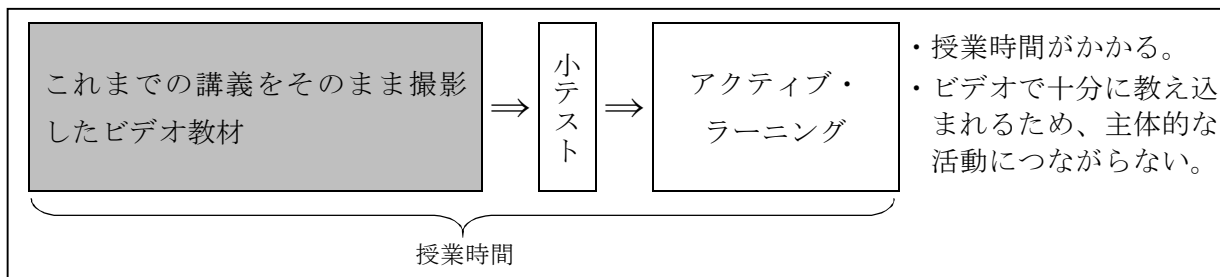 これまでの講義をそのまま撮影
したビデオ教材
⇒
小テスト
⇒
アクティブ・
ラーニング
・授業時間がかかる。
・ビデオで十分に教え込
まれるため、主体的な
活動につながらない。
授業時間